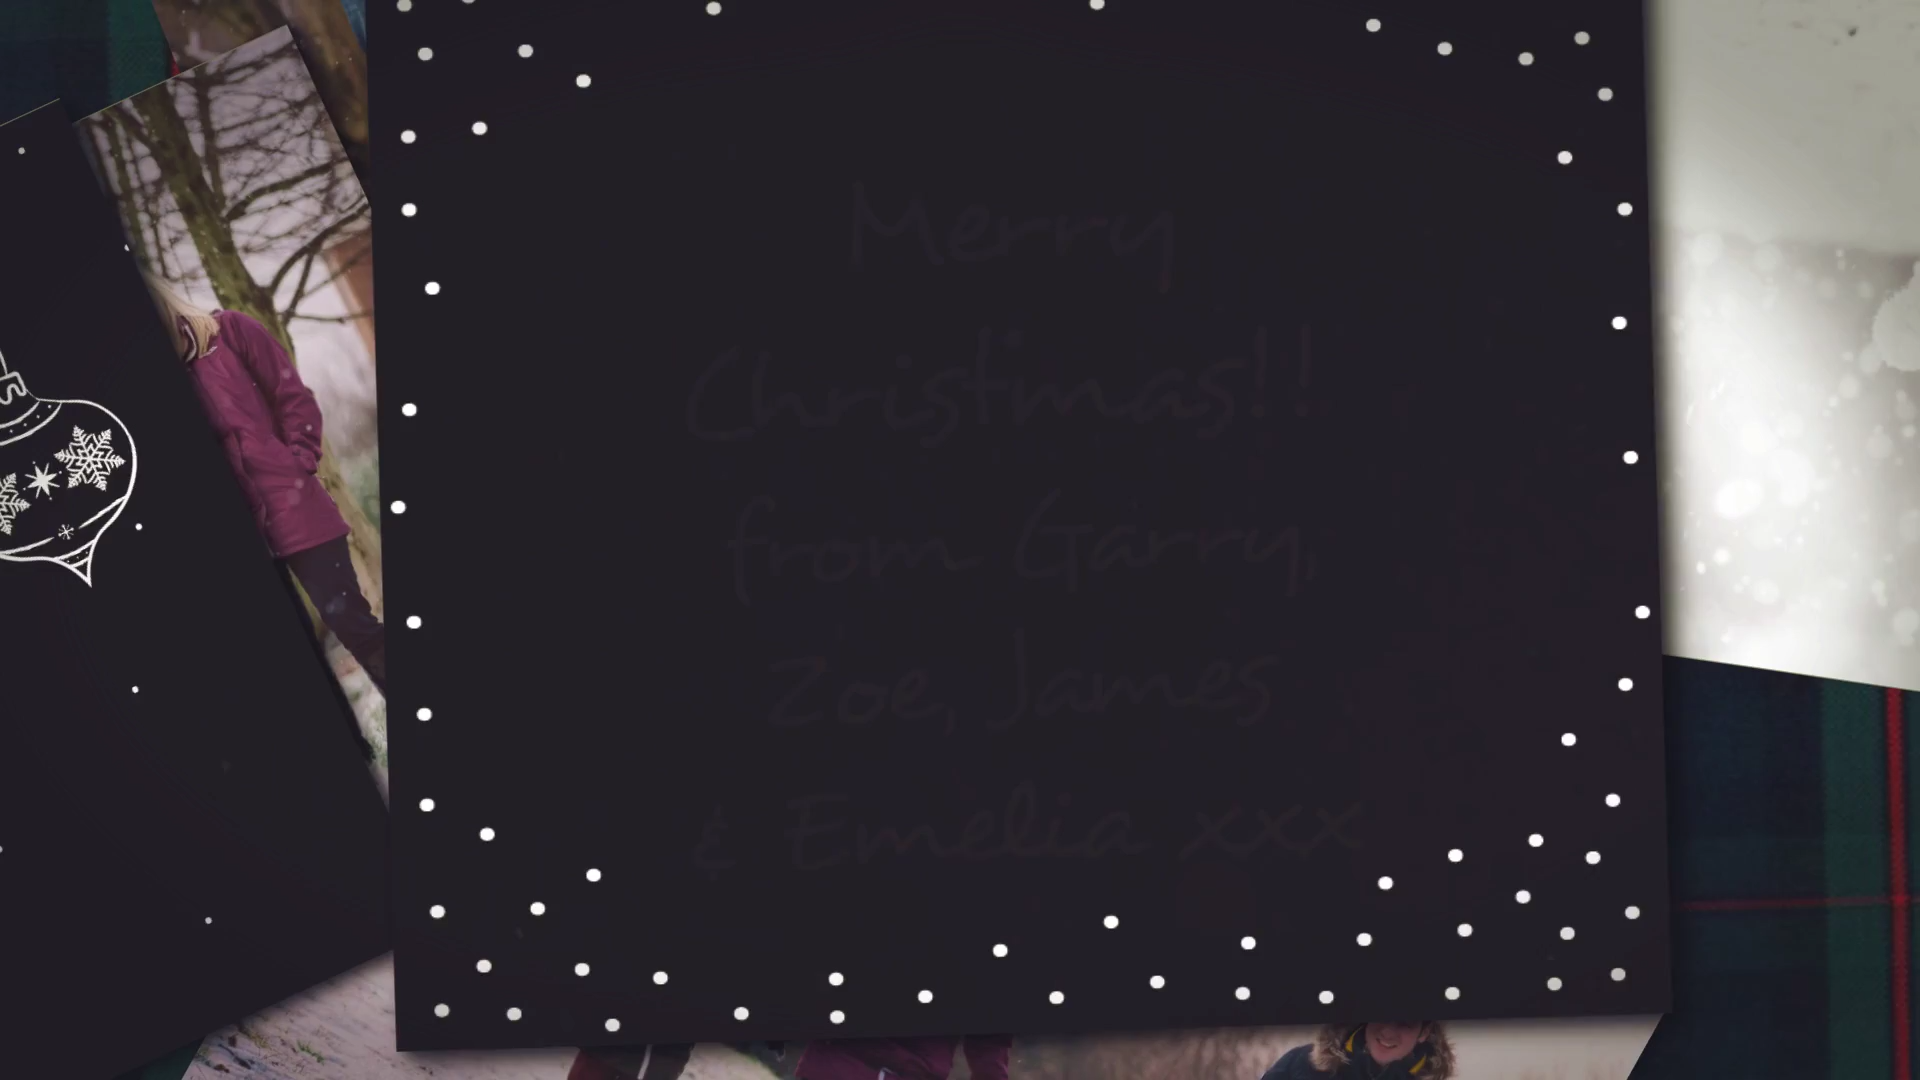 Merry
Christmas!!
from Garry,
Zoe, James
& Emelia xxx